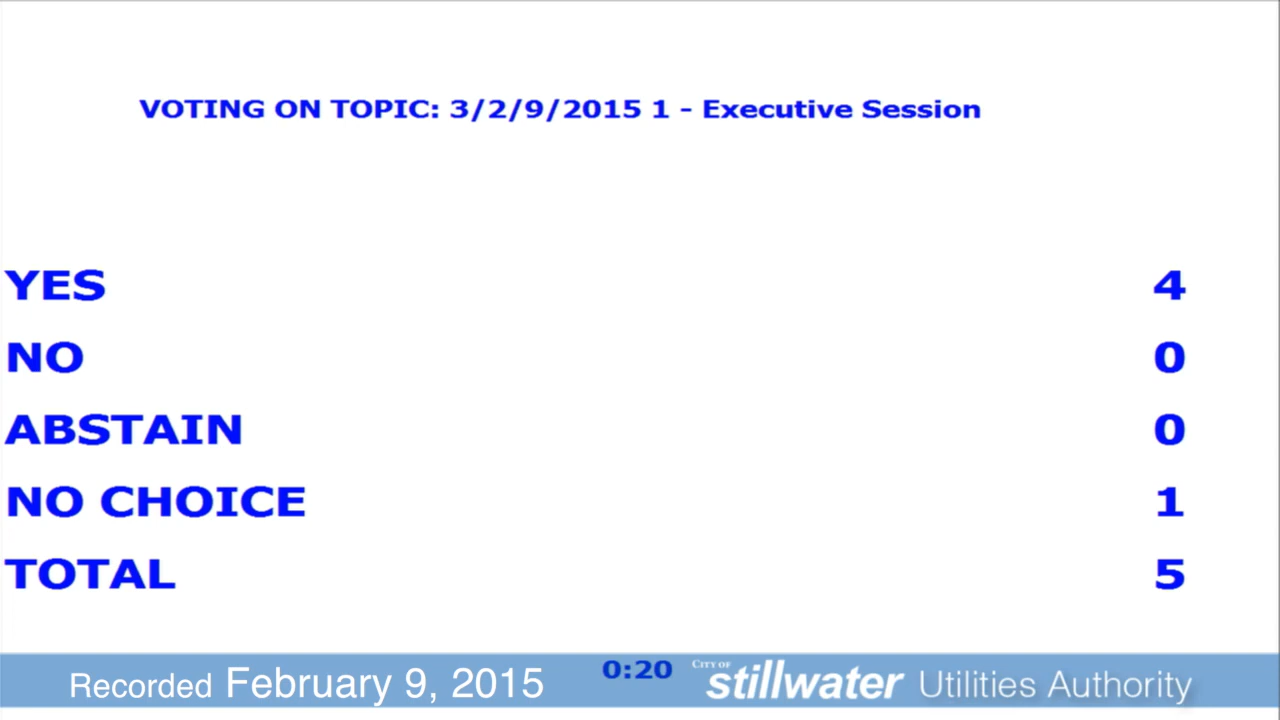 VOTING ON TOPIC: 3/2/9/2015 1 - Executive Session
YES 4
NO 0
ABSTAIN 0
NO CHOICE 1
TOTAL 5
Recorded February 9, 2015 0:20 CITY OF stillwater Utilities Authority